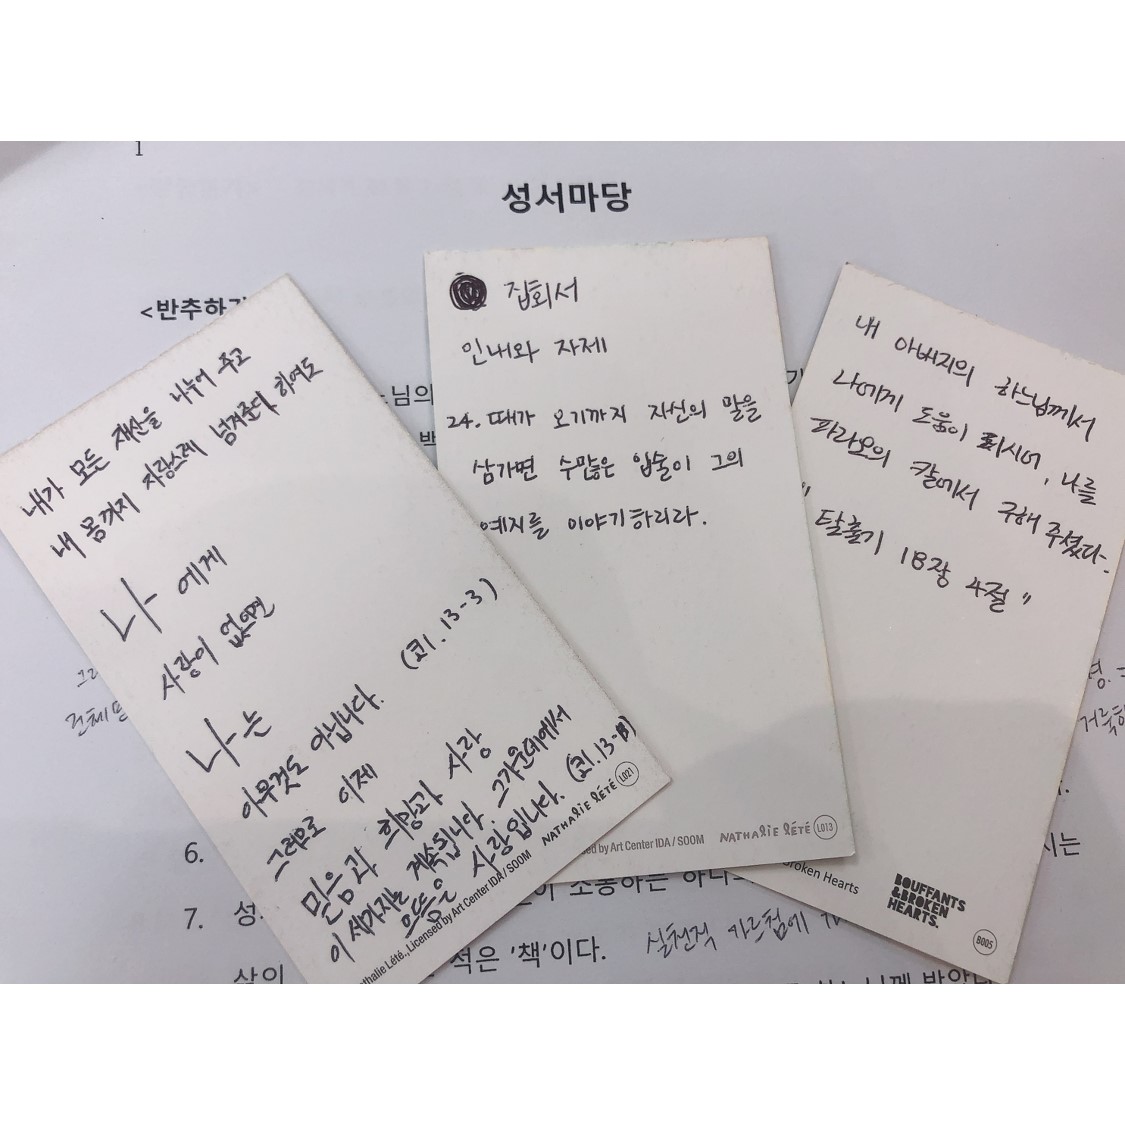 1
성서마당
<반추하기
내가 모든 재산을 나누어 주고
내 몸까지 자랑스레 넘겨준다 하여도
나에게
사랑이 없으면
나는
아무것도 아닙니다. (코1.13-3)
그러므로 이제
믿음과 희망과 사랑
이 세가지는 계속됩니다. 그가운데에서
으뜸은 사랑입니다. (코1.13-13)
Nathalie Lété., Licensed by Art Center IDA / SOOM NATHALIE LÉTÉ L021
집회서
인내와 자제
24. 때가 오기까지 자신의 말을
삼가면 수많은 입술이 그의
예지를 이야기하리라.
by Art Center IDA / SOOM NATHALIE LÉTÉ L013
내 아버지의 하느님께서
나에게 도움이 되시어, 나를
파라오의 칼에서 구해 주셨다.
"탈출기 18장 4절"
Broken Hearts
BOUFFANTS
&BROKEN
HEARTS.
B005
6.
7. 성
적은 '책'이다. 실천적 가르침에
삶의